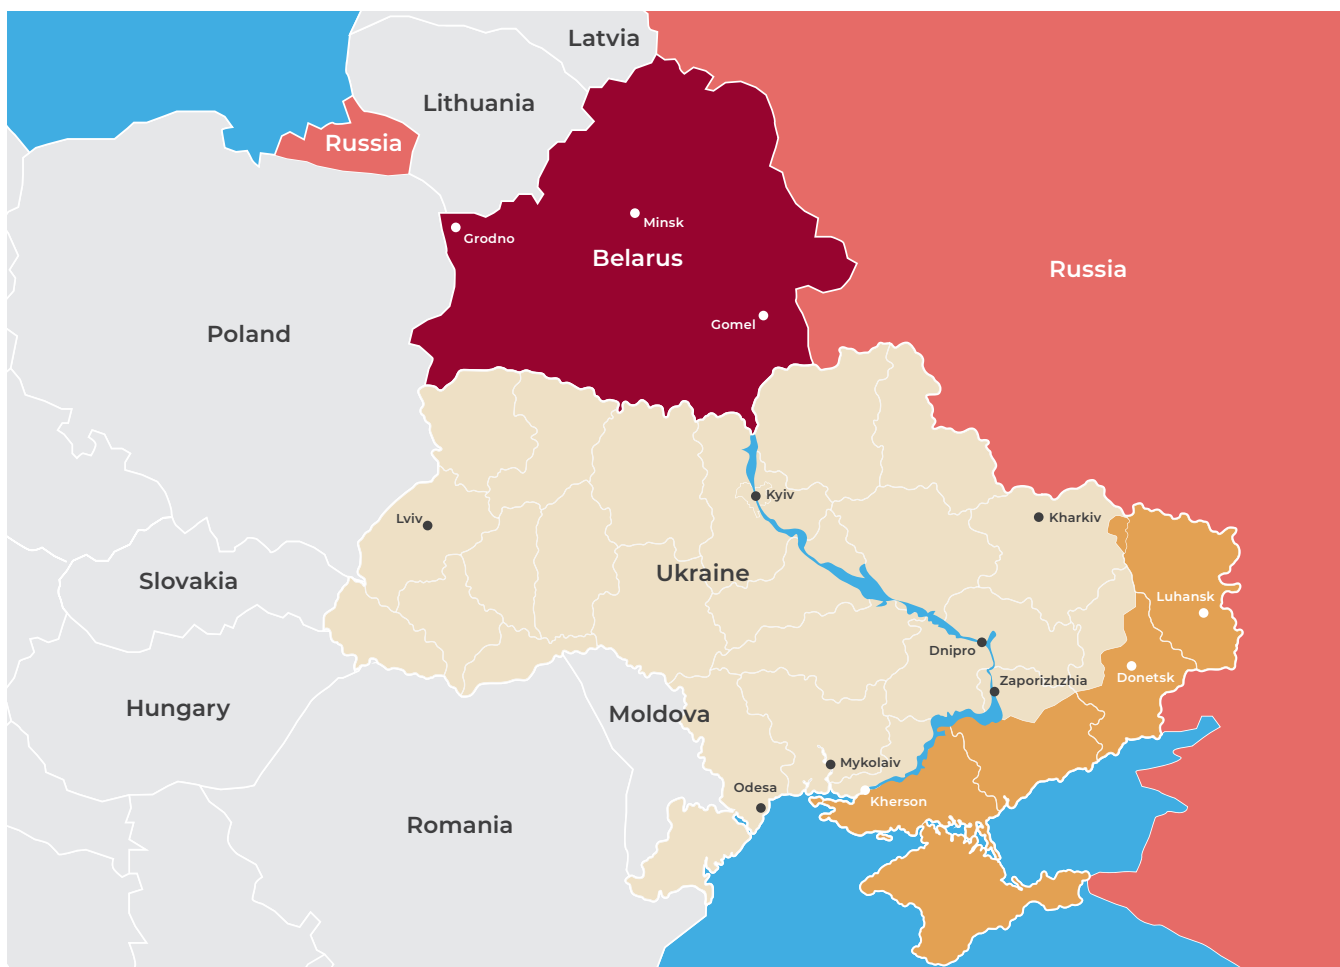 Latvia
Lithuania
Russia
Minsk
Grodno
Belarus
Russia
Gomel
Poland
Kyiv
Lviv
Kharkiv
Ukraine
Slovakia
Luhansk
Dnipro
Donetsk
Zaporizhzhia
Hungary
Moldova
Mykolaiv
Odesa
Kherson
Romania